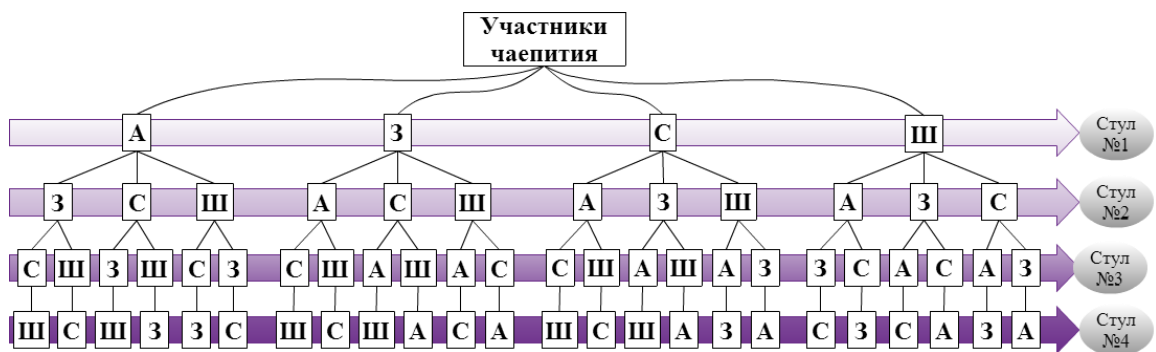 Участники
чаепития
А З С Ш
Стул
№1
З С Ш А С Ш А З Ш А З С
Стул
№2
С Ш З Ш С З С Ш А Ш А С С Ш А Ш А З З С А С А З
Стул
№3
Ш С Ш З З С Ш С Ш А С А Ш С Ш А З А С З С А З А
Стул
№4